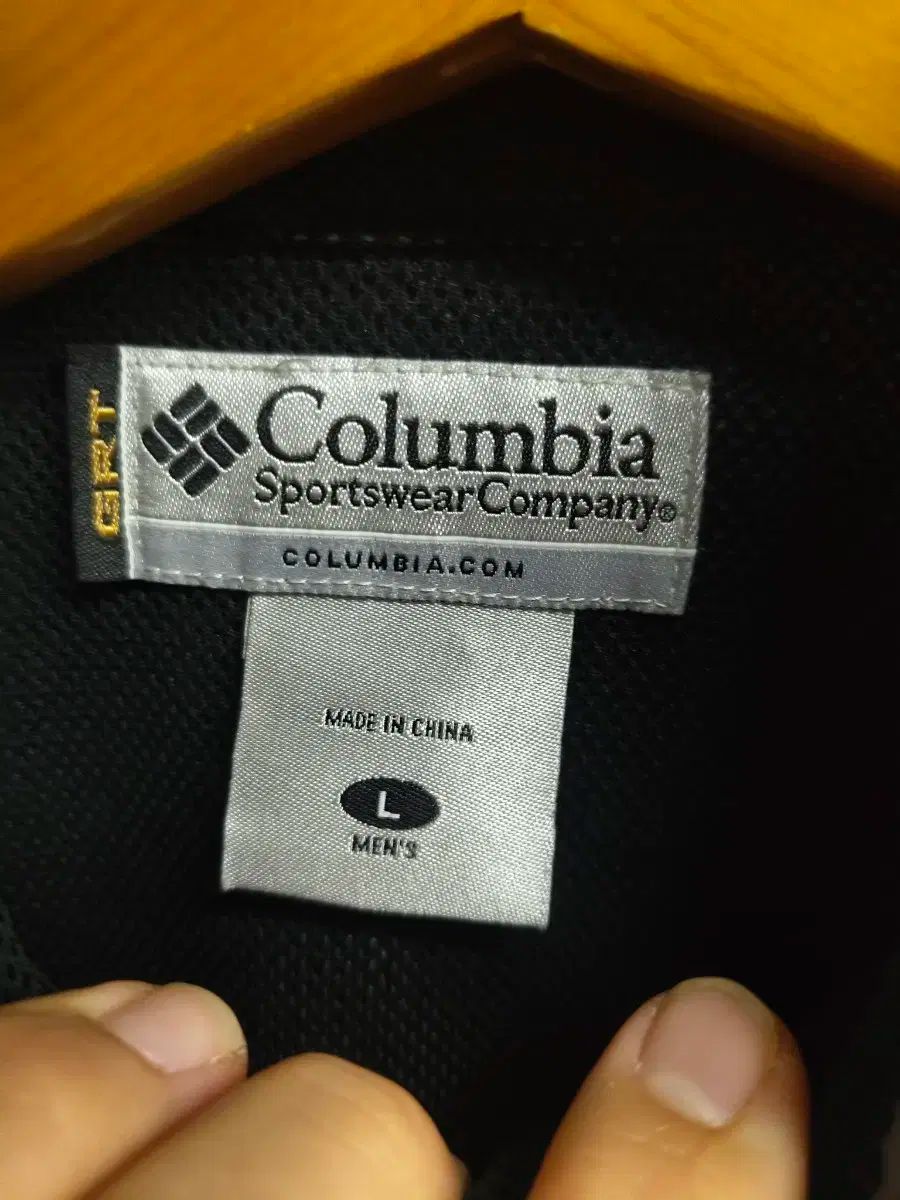 GRT
Columbia
Sportswear Company®
COLUMBIA.COM
MADE IN CHINA
L
MEN'S